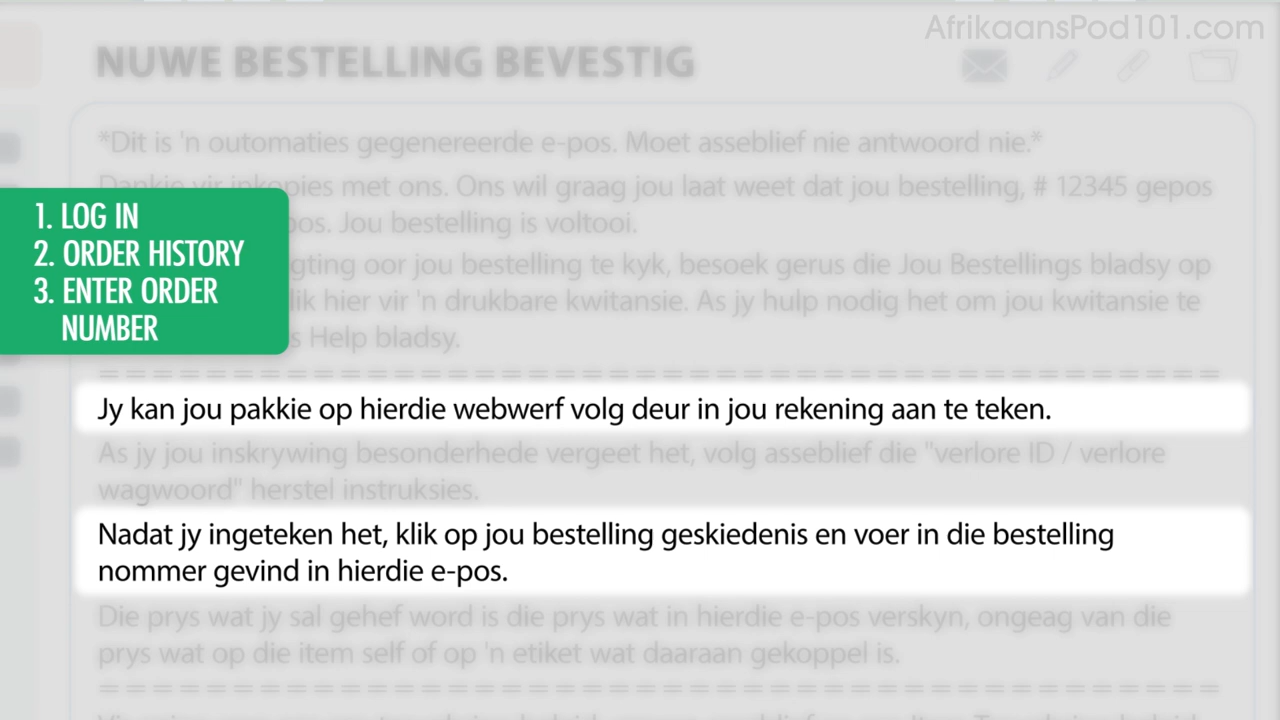 AfrikaansPod101.com
NUWE BESTELLING BEVESTIG
*Dit is 'n outomaties gegenereerde e-pos. Moet asseblief nie antwoord nie.*
Dankie vir inkopies met ons. Ons wil graag jou laat weet dat jou bestelling, # 12345 gepos
pos. Jou bestelling is voltooi.
1. LOG IN
2. ORDER HISTORY
3. ENTER ORDER
NUMBER
oor jou bestelling te kyk, besoek gerus die Jou Bestellings bladsy op
hier vir 'n drukbare kwitansie. As jy hulp nodig het om jou kwitansie te
Help bladsy.
Jy kan jou pakkie op hierdie webwerf volg deur in jou rekening aan te teken.
As jy jou inskrywing besonderhede vergeet het, volg asseblief die "verlore ID / verlore
wagwoord" herstel instruksies.
Nadat jy ingeteken het, klik op jou bestelling geskiedenis en voer in die bestelling
nommer gevind in hierdie e-pos.
Die prys wat jy sal gehef word is die prys wat in hierdie e-pos verskyn, ongeag van die
prys wat op die item self of op 'n etiket wat daaraan gekoppel is.